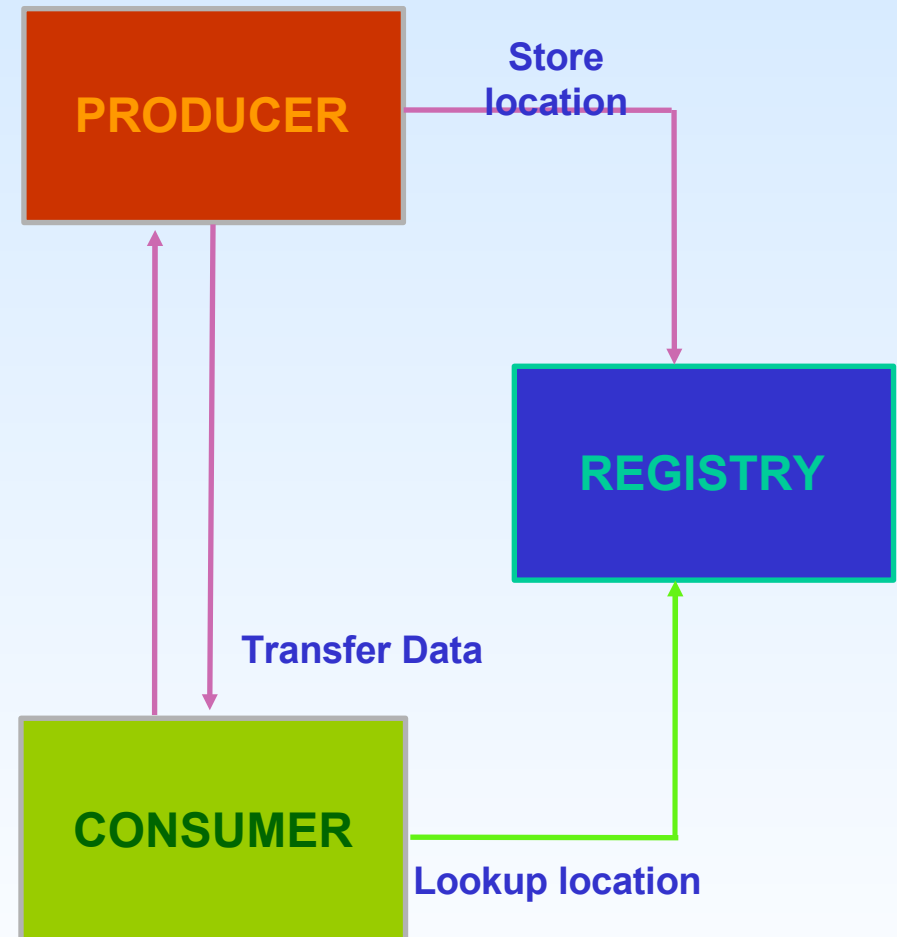 Store
location
PRODUCER
REGISTRY
Transfer Data
CONSUMER
Lookup location